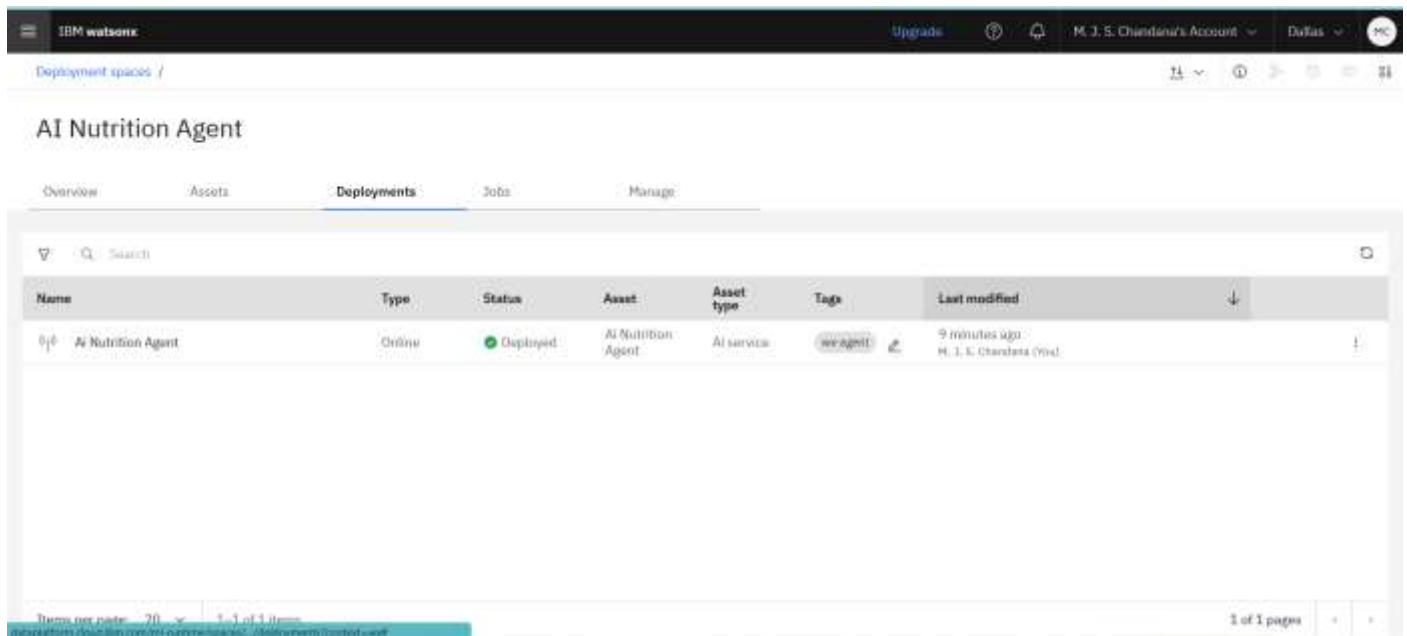 IBM watsonx
Upgrade
M. J. S. Chandana's Account
Dallas
MC
Deployment spaces /
AI Nutrition Agent
Overview
Assets
Deployments
Jobs
Manage
Search
Name
Type
Status
Asset
Asset type
Tags
Last modified
Ai Nutrition Agent
Online
Deployed
Ai Nutrition
Agent
AI service
wx-agent
9 minutes ago
M. J. S. Chandana (You)
Items per page: 20
1–1 of 1 items
1 of 1 pages